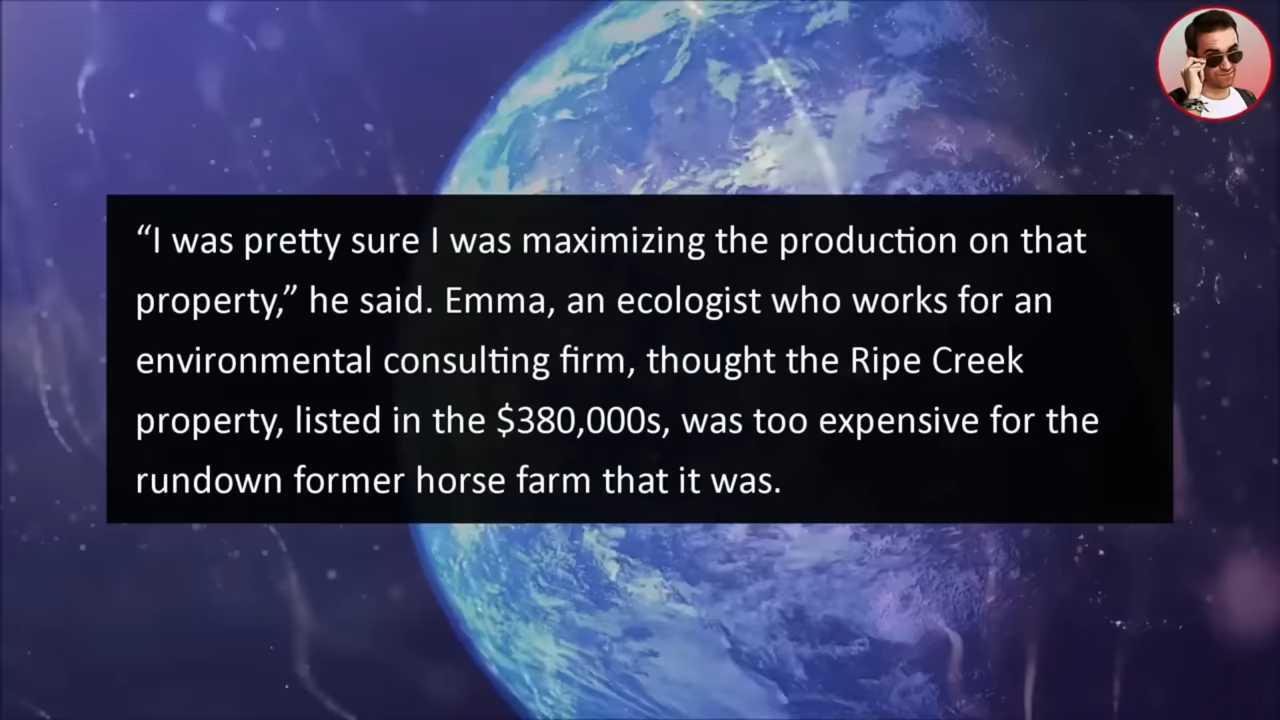 “I was pretty sure I was maximizing the production on that
property,” he said. Emma, an ecologist who works for an
environmental consulting firm, thought the Ripe Creek
property, listed in the $380,000s, was too expensive for the
rundown former horse farm that it was.